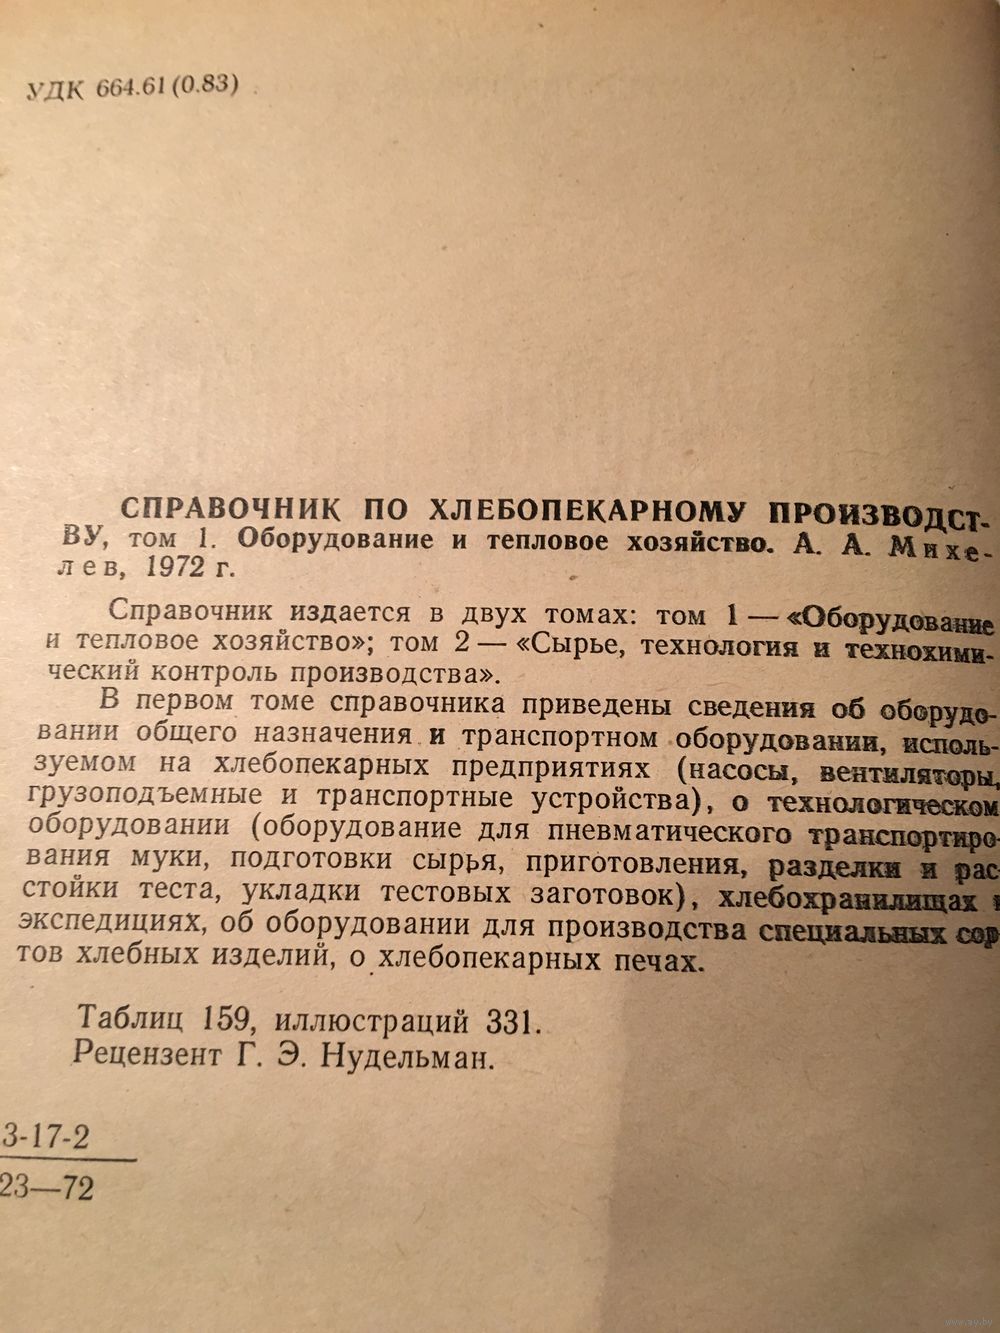 УДК 664.61(0.83)
СПРАВОЧНИК ПО ХЛЕБОПЕКАРНОМУ ПРОИЗВОДСТ-
ВУ, том 1. Оборудование и тепловое хозяйство. А. А. Михе-
лев, 1972 г.
Справочник издается в двух томах: том 1 — «Оборудование
и тепловое хозяйство»; том 2 — «Сырье, технология и технохими-
ческий контроль производства».
В первом томе справочника приведены сведения об оборудо-
вании общего назначения и транспортном оборудовании, исполь-
зуемом на хлебопекарных предприятиях (насосы, вентиляторы,
грузоподъемные и транспортные устройства), о технологическом
оборудовании (оборудование для пневматического транспортиро-
вания муки, подготовки сырья, приготовления, разделки и рас
стойки теста, укладки тестовых заготовок), хлебохранилищах
экспедициях, об оборудовании для производства специальных сор
тов хлебных изделий, о хлебопекарных печах.
Таблиц 159, иллюстраций 331.
Рецензент Г. Э. Нудельман.
3-17-2
23—72
www.ay.by